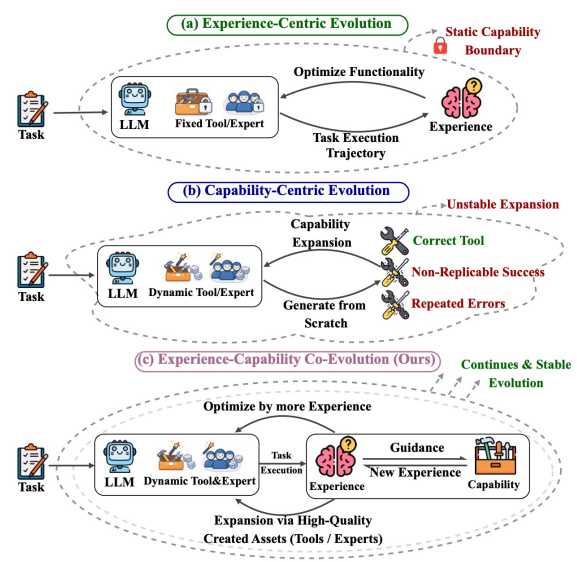 (a) Experience-Centric Evolution
Static Capability
Boundary
Optimize Functionality
Task
LLM
Fixed Tool/Expert
Experience
Task Execution
Trajectory
(b) Capability-Centric Evolution
Unstable Expansion
Capability
Expansion
Correct Tool
Non-Replicable Success
Task
LLM
Dynamic Tool/Expert
Generate from
Scratch
Repeated Errors
(c) Experience-Capability Co-Evolution (Ours)
Continues & Stable
Evolution
Optimize by more Experience
Task
LLM
Dynamic Tool&Expert
Task
Execution
Experience
Guidance
New Experience
Capability
Expansion via High-Quality
Created Assets (Tools / Experts)